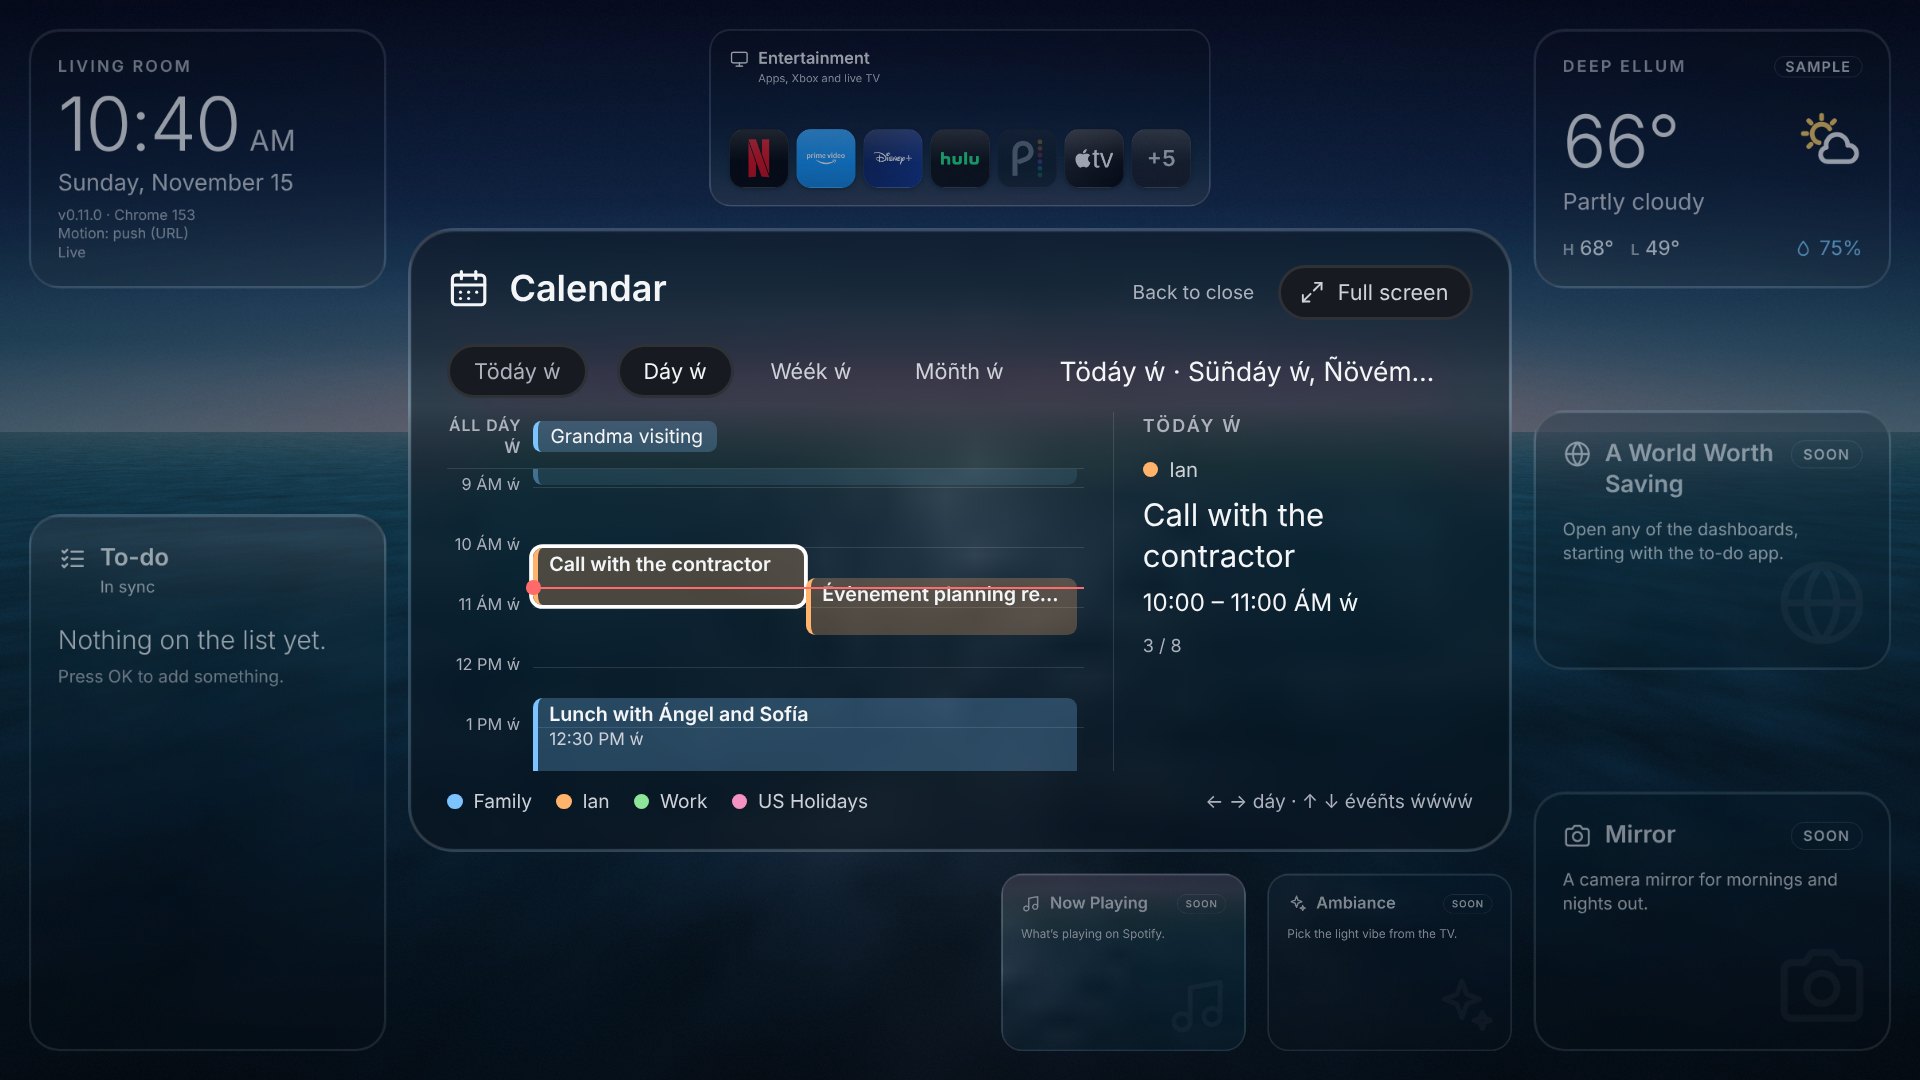 LIVING ROOM
10:40 AM
Sunday, November 15
v0.11.0 · Chrome 153
Motion: push (URL)
Live
Entertainment
Apps, Xbox and live TV
N
prime video
Disney+
hulu
p
tv
+5
DEEP ELLUM
SAMPLE
66°
Partly cloudy
H 68° L 49°
75%
Calendar
Back to close
Full screen
Tödáy ẃ
Dáy ẃ
Wéék ẃ
Möñth ẃ
Tödáy ẃ · Süñdáy ẃ, Ñövém...
ÁLL DÁY
Ẃ
Grandma visiting
9 ÁM ẃ
10 ÁM ẃ
Call with the contractor
Événement planning re...
11 ÁM ẃ
12 PM ẃ
Lunch with Ángel and Sofía
12:30 PM ẃ
1 PM ẃ
TÖDÁY Ẃ
Ian
Call with the
contractor
10:00 – 11:00 ÁM ẃ
3 / 8
Family
Ian
Work
US Holidays
← → dáy · ↑ ↓ évéñts ẃẃẃẃ
To-do
In sync
Nothing on the list yet.
Press OK to add something.
A World Worth
Saving
SOON
Open any of the dashboards,
starting with the to-do app.
Now Playing
SOON
What's playing on Spotify.
Ambiance
SOON
Pick the light vibe from the TV.
Mirror
SOON
A camera mirror for mornings and
nights out.